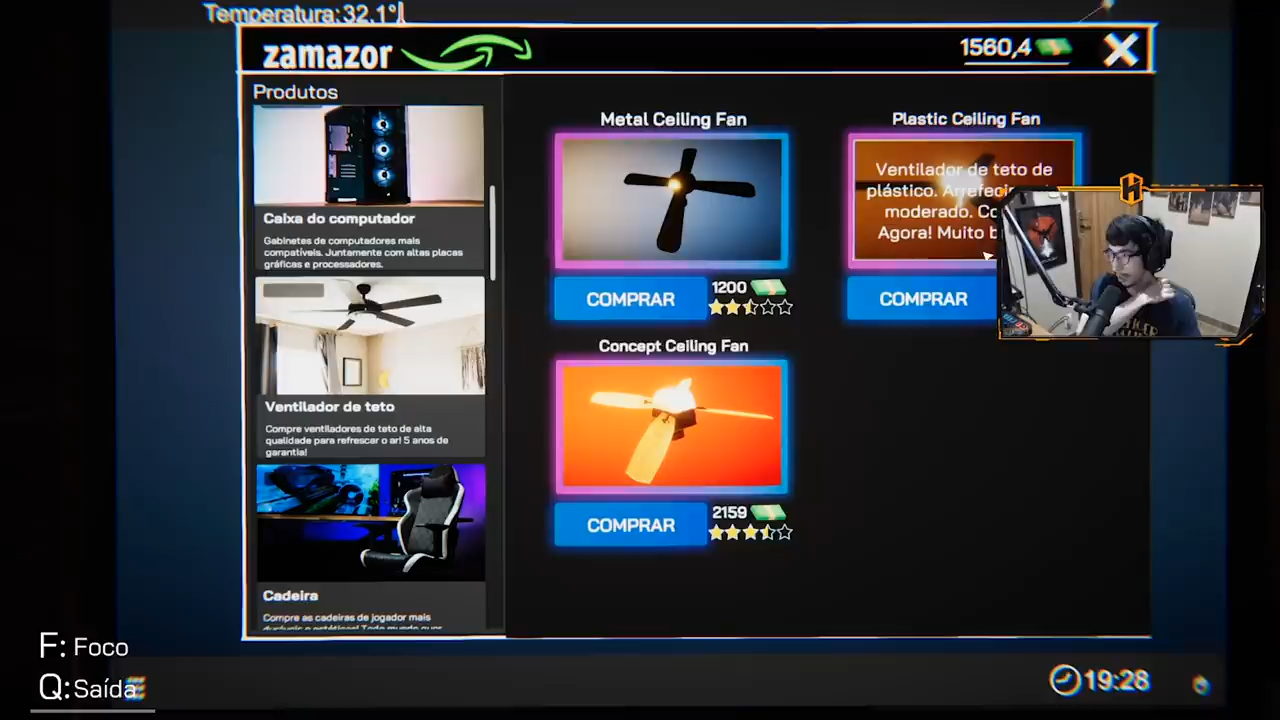 Temperatura: 32.1°
zamazor
1560,4
Produtos
Caixa do computador
Gabinetes de computadores mais
compatíveis. Juntamente com altas placas
gráficas e processadores.
Ventilador de teto
Compre ventiladores de teto de alta
qualidade para refrescar o ar! 5 anos de
garantia!
Cadeira
Compre as cadeiras de jogador mais
Metal Ceiling Fan
COMPRAR
1200
Plastic Ceiling Fan
Ventilador de teto de
plástico.
moderado.
Agora! Muito
COMPRAR
Concept Ceiling Fan
COMPRAR
2159
F: Foco
Q: Saída
19:28